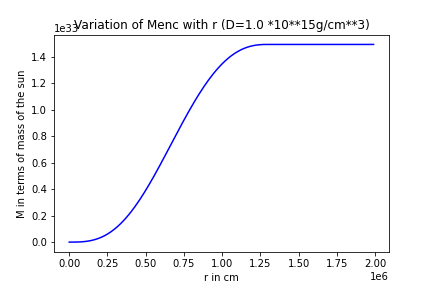 1e33
Variation of Menc with r (D=1.0 *10**15g/cm**3)
M in terms of mass of the sun
1.4
1.2
1.0
0.8
0.6
0.4
0.2
0.0
0.00 0.25 0.50 0.75 1.00 1.25 1.50 1.75 2.00
r in cm
1e6